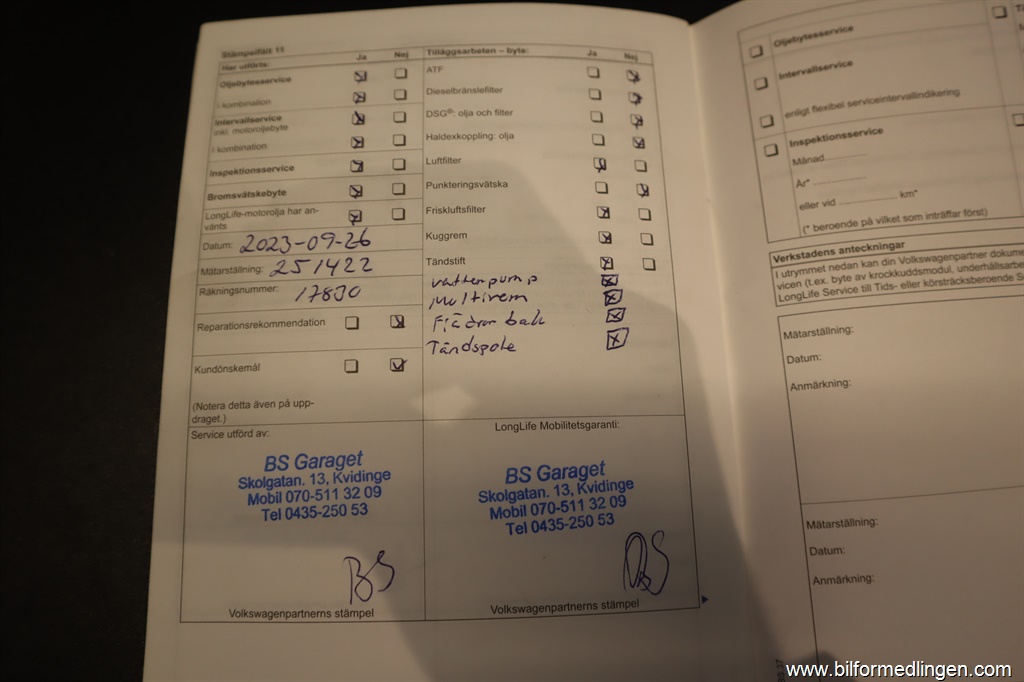 Stämpelfält 11
Har utförts: Ja Nej
Oljebytesservice
I kombination
Intervallservice
inkl. motoroljebyte
I kombination
Inspektionsservice
Bromsvätskebyte
LongLife-motorolja har an-
vänts
Datum: 2023-09-26
Mätarställning: 251422
Räkningsnummer: 17830
Reparationsrekommendation
Kundönskemål
(Notera detta även på upp-
draget.)
Service utförd av:
BS Garaget
Skolgatan. 13, Kvidinge
Mobil 070-511 32 09
Tel 0435-250 53
BS
Volkswagenpartnerns stämpel
Tilläggsarbeten – byte: Ja Nej
ATF
Dieselbränslefilter
DSG®: olja och filter
Haldexkoppling: olja
Luftfilter
Punkteringsvätska
Friskluftsfilter
Kuggrem
Tändstift
vattenpump
Multirem
Fjädrar bak
Tändspole
LongLife Mobilitetsgaranti:
BS Garaget
Skolgatan. 13, Kvidinge
Mobil 070-511 32 09
Tel 0435-250 53
BS
Volkswagenpartnerns stämpel
Oljebytesservice
Intervallservice
enligt flexibel serviceintervallindikering
Inspektionsservice
Månad
År*
eller vid km*
(* beroende på vilket som inträffar först)
Verkstadens anteckningar
I utrymmet nedan kan din Volkswagenpartner
vicen (t.ex. byte av krockkuddsmodul,
LongLife Service till Tids- eller körsträcksberoende
Mätarställning:
Datum:
Anmärkning:
Mätarställning:
Datum:
Anmärkning:
www.bilformedlingen.com